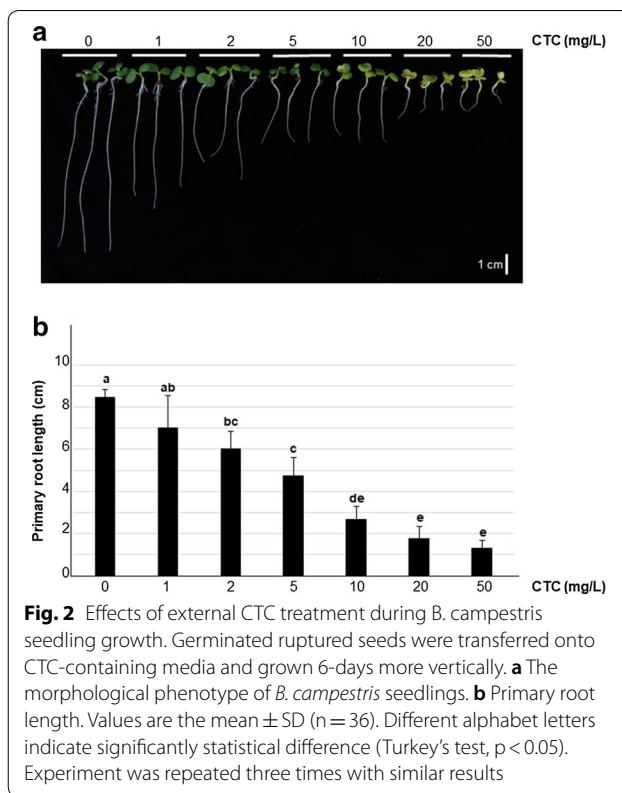 a
0 1 2 5 10 20 50 CTC (mg/L)
1 cm
b
Primary root length (cm)
10
8
6
4
2
0
a
ab
bc
c
de
e
e
0 1 2 5 10 20 50 CTC (mg/L)
Fig. 2 Effects of external CTC treatment during B. campestris
seedling growth. Germinated ruptured seeds were transferred onto
CTC-containing media and grown 6-days more vertically. a The
morphological phenotype of B. campestris seedlings. b Primary root
length. Values are the mean ± SD (n = 36). Different alphabet letters
indicate significantly statistical difference (Turkey's test, p < 0.05).
Experiment was repeated three times with similar results